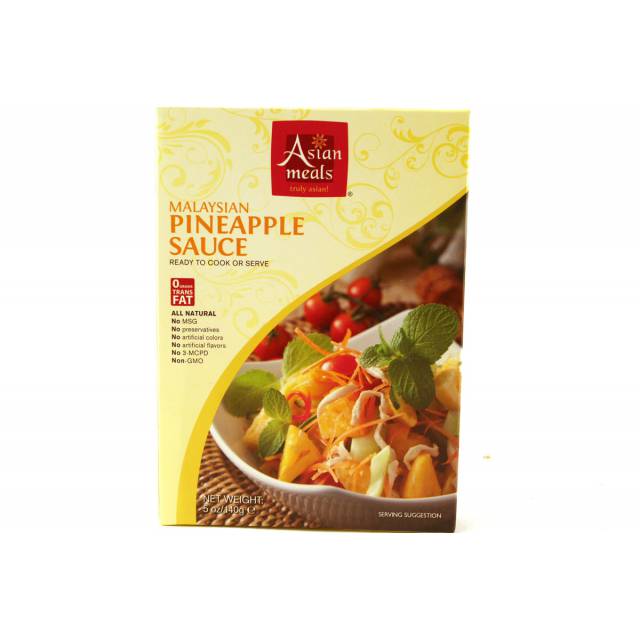 Asian
meals
truly asian!
®
MALAYSIAN
PINEAPPLE
SAUCE
READY TO COOK OR SERVE
0 GRAMS
TRANS
FAT
ALL NATURAL
No MSG
No preservatives
No artificial colors
No artificial flavors
No 3-MCPD
Non-GMO
NET WEIGHT:
5 oz/140g ℮
SERVING SUGGESTION